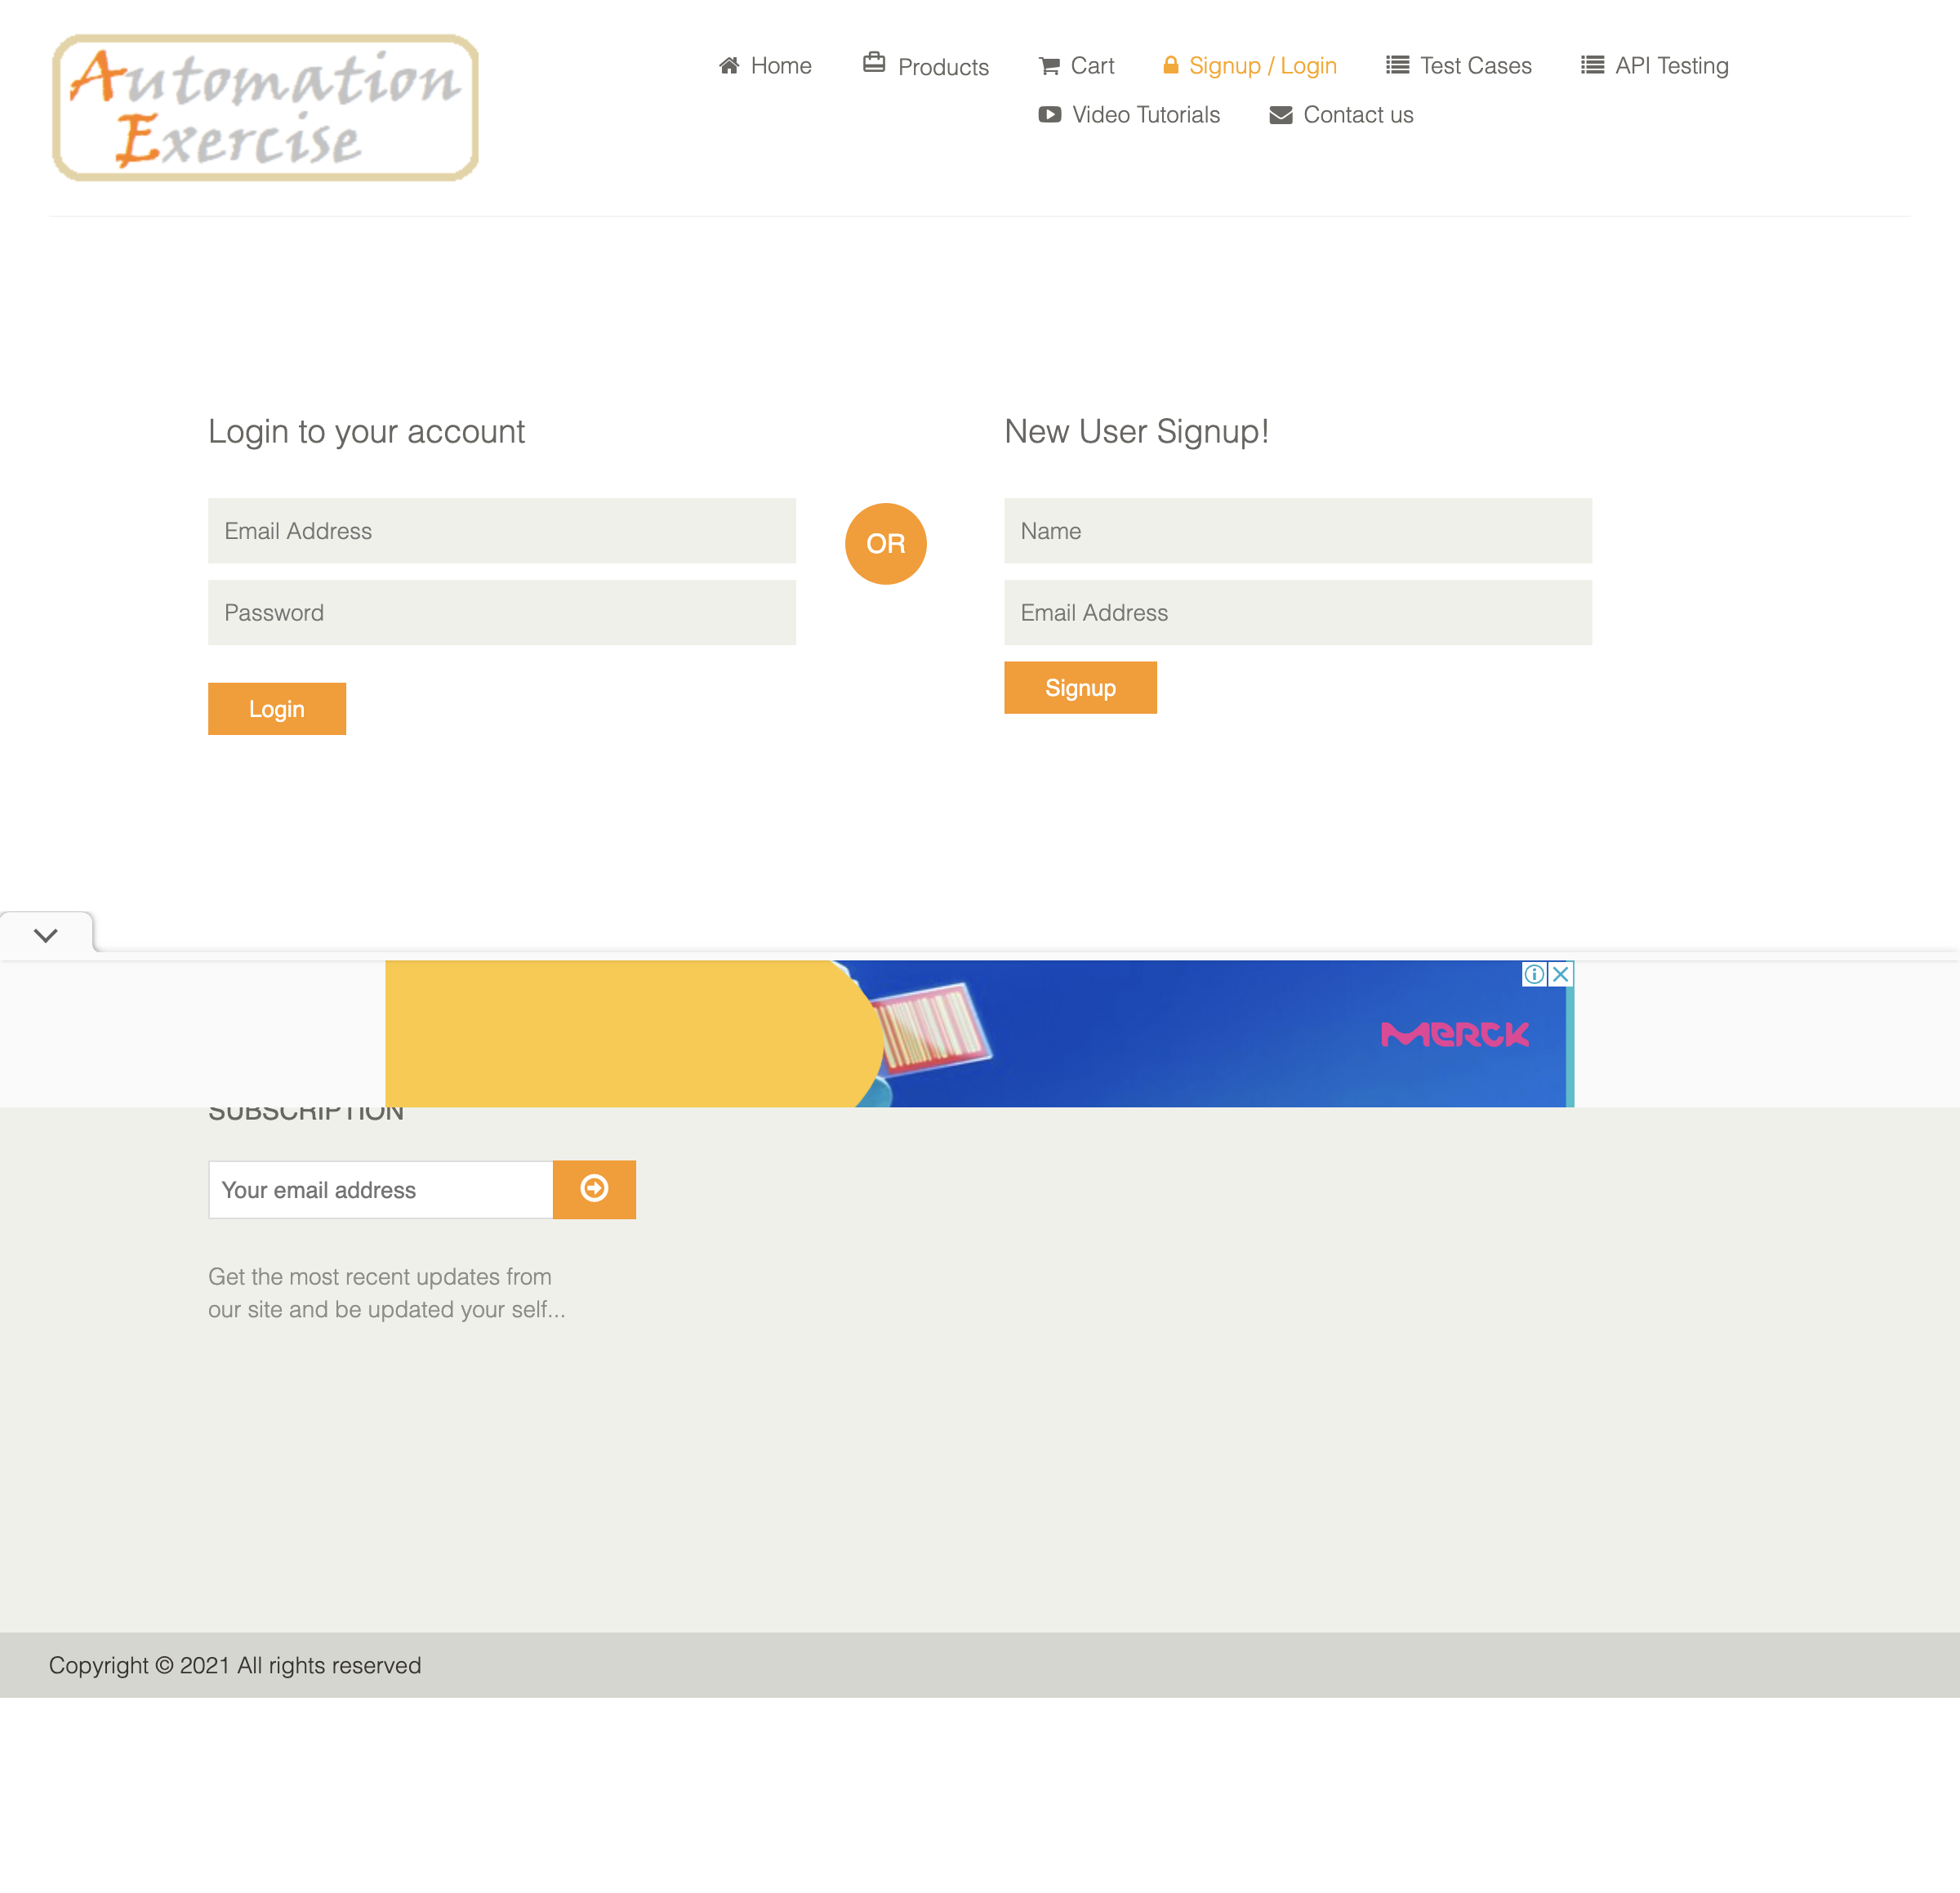 Automation
Exercise
Home
Products
Cart
Signup / Login
Test Cases
API Testing
Video Tutorials
Contact us
Login to your account
Email Address
Password
Login
OR
New User Signup!
Name
Email Address
Signup
MERCK
SUBSCRIPTION
Your email address
Get the most recent updates from
our site and be updated your self...
Copyright © 2021 All rights reserved